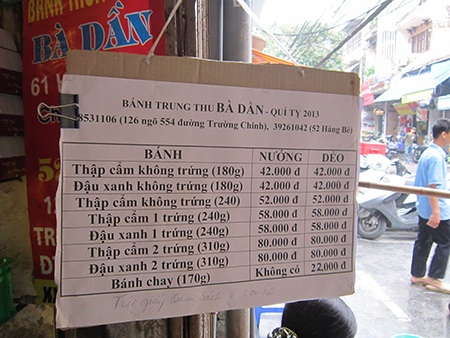 BÀ DẦN
61
BÁNH TRUNG THU BÀ DẦN - QUÍ TỴ 2013
8531106 (126 ngõ 554 đường Trường Chinh), 39261042 (52 Hàng Bè)
BÁNH NƯỚNG DẺO
Thập cẩm không trứng (180g) 42.000 đ 42.000 đ
Đậu xanh không trứng (180g) 42.000 đ 42.000 đ
Thập cẩm không trứng (240) 52.000 đ 52.000 đ
Thập cẩm 1 trứng (240g) 58.000 đ 58.000 đ
Đậu xanh 1 trứng (240g) 58.000 đ 58.000 đ
Thập cẩm 2 trứng (310g) 80.000 đ 80.000 đ
Đậu xanh 2 trứng (310g) 80.000 đ 80.000 đ
Bánh chay (170g) Không có 22.000 đ